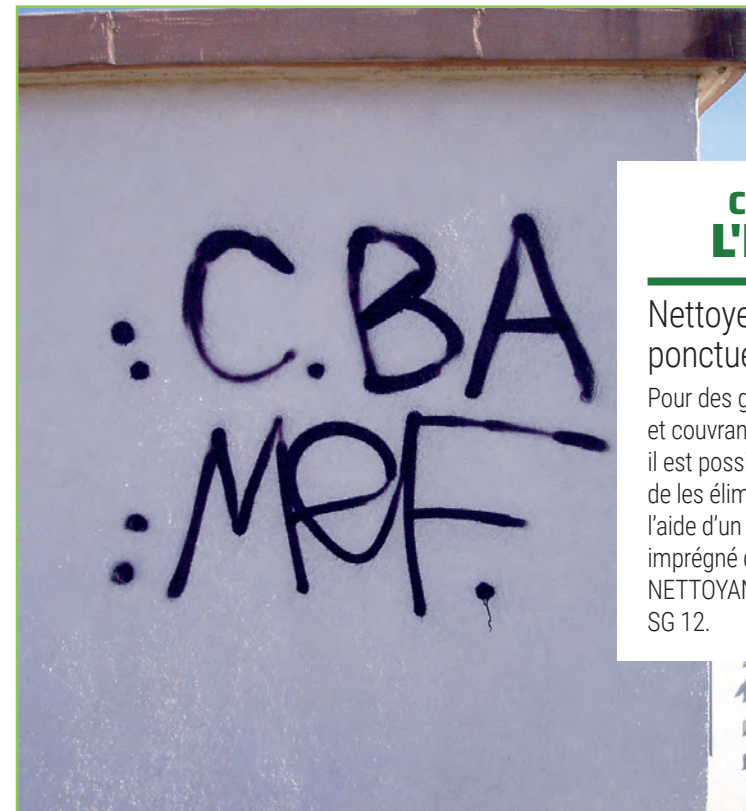 : C.BA
: MEF.
Nettoye
ponctue
Pour des g
et couvran
il est poss
de les élim
l'aide d'un
imprégné
NETTOYAN
SG 12.